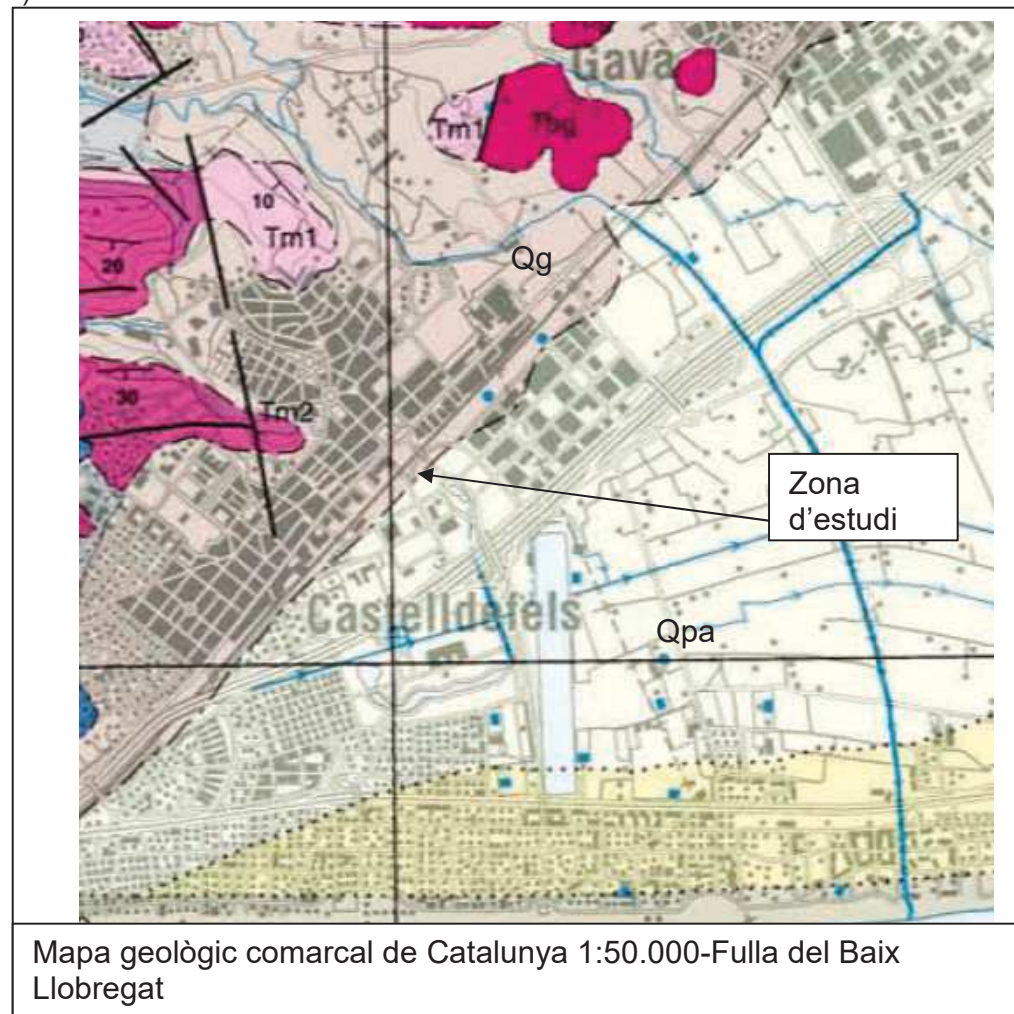 )
Gavà
Tm1
Tbg
10
Tm1
Qg
20
30
Tm2
Zona
d'estudi
Castelldefels
Qpa
Mapa geològic comarcal de Catalunya 1:50.000-Fulla del Baix
Llobregat